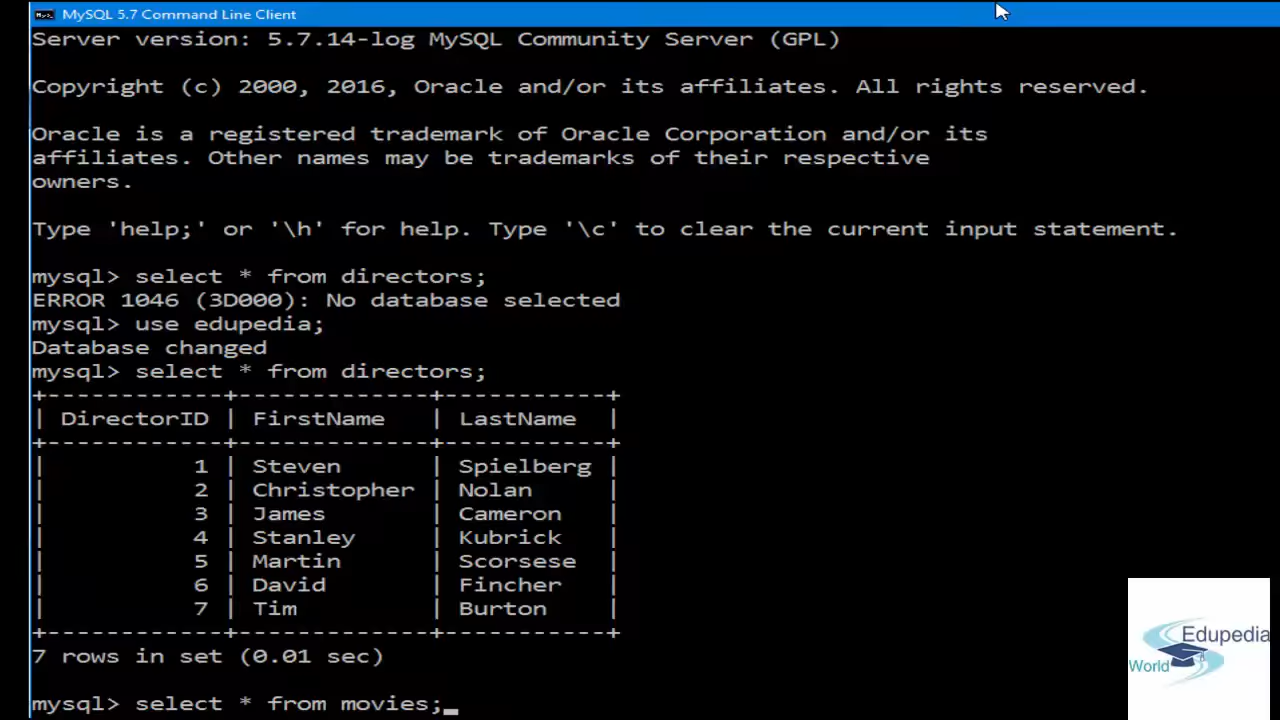 MySQL 5.7 Command Line Client
Server version: 5.7.14-log MySQL Community Server (GPL)
Copyright (c) 2000, 2016, Oracle and/or its affiliates. All rights reserved.
Oracle is a registered trademark of Oracle Corporation and/or its
affiliates. Other names may be trademarks of their respective
owners.
Type 'help;' or '\h' for help. Type '\c' to clear the current input statement.
mysql> select * from directors;
ERROR 1046 (3D000): No database selected
mysql> use edupedia;
Database changed
mysql> select * from directors;
+------------+-------------+-----------+
| DirectorID | FirstName   | LastName  |
+------------+-------------+-----------+
|          1 | Steven      | Spielberg |
|          2 | Christopher | Nolan     |
|          3 | James       | Cameron   |
|          4 | Stanley     | Kubrick   |
|          5 | Martin      | Scorsese  |
|          6 | David       | Fincher   |
|          7 | Tim         | Burton    |
+------------+-------------+-----------+
7 rows in set (0.01 sec)
mysql> select * from movies;_
Edupedia
World